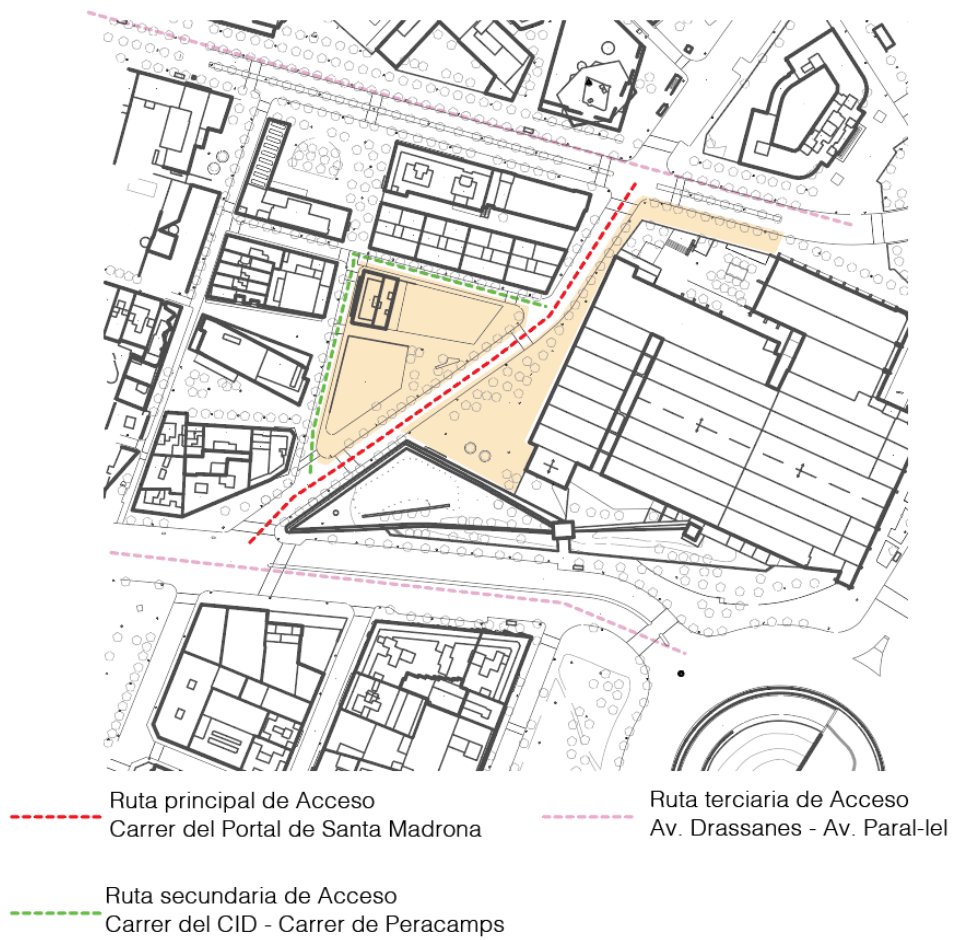 Ruta principal de Acceso
Carrer del Portal de Santa Madrona
Ruta terciaria de Acceso
Av. Drassanes - Av. Paral-lel
Ruta secundaria de Acceso
Carrer del CID - Carrer de Peracamps